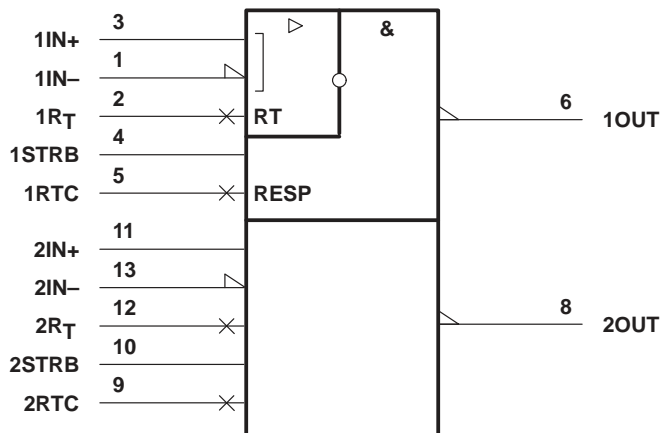 1IN+ 3
1IN– 1
1RT 2 RT
1STRB 4
1RTC 5 RESP
&
6 1OUT
2IN+ 11
2IN– 13
2RT 12
2STRB 10
2RTC 9
8 2OUT